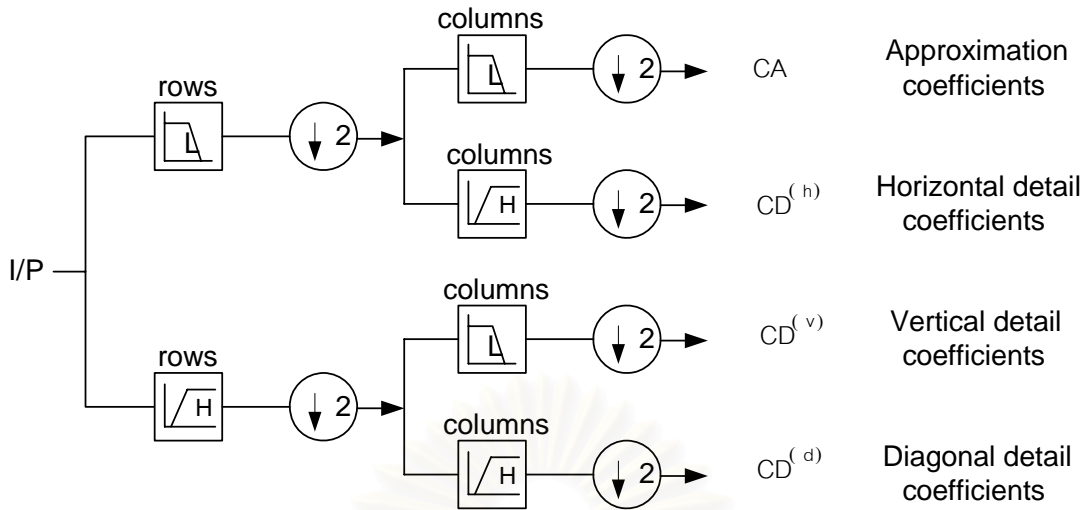 columns
L
↓ 2
CA
Approximation
coefficients
rows
L
↓ 2
columns
H
↓ 2
CD(h)
Horizontal detail
coefficients
I/P
columns
L
↓ 2
CD(v)
Vertical detail
coefficients
rows
H
↓ 2
columns
H
↓ 2
CD(d)
Diagonal detail
coefficients